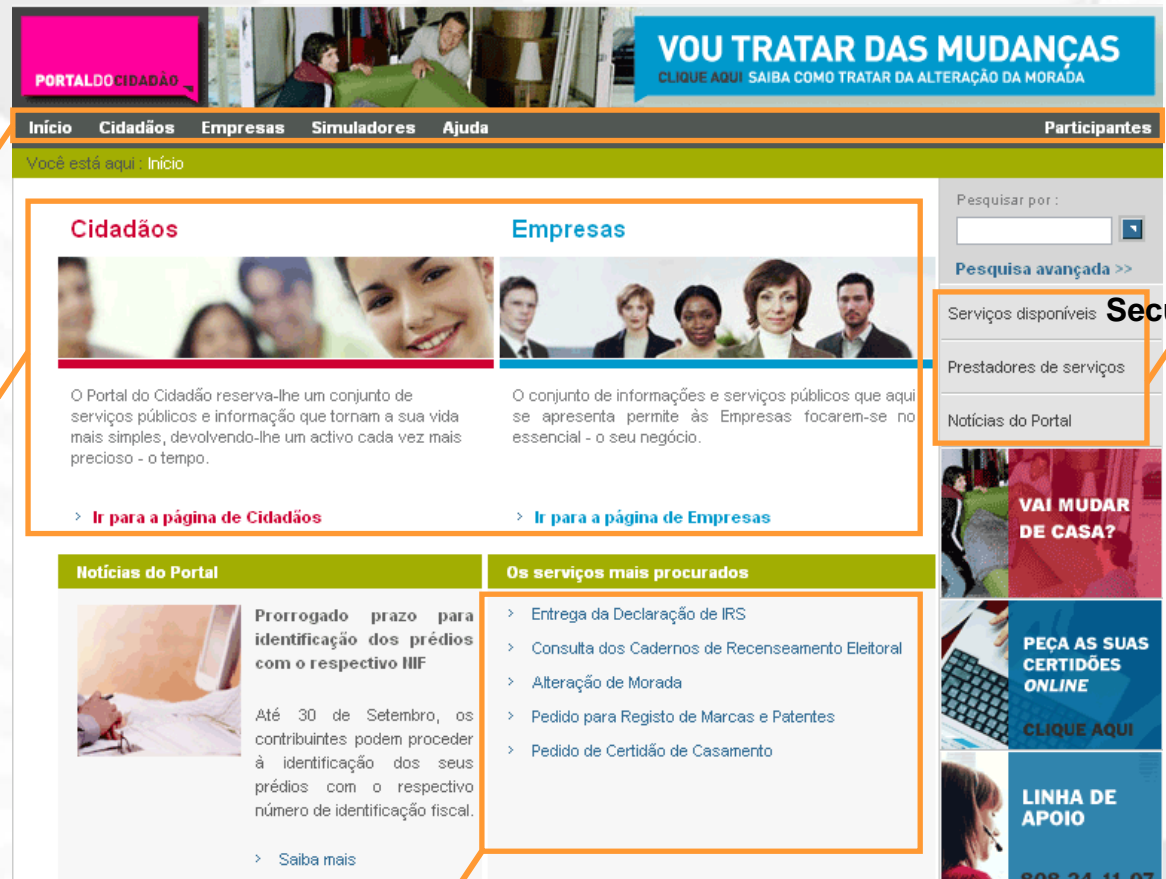 PORTALDOCIDADÃO
VOU TRATAR DAS MUDANÇAS
CLIQUE AQUI SAIBA COMO TRATAR DA ALTERAÇÃO DA MORADA
Início Cidadãos Empresas Simuladores Ajuda Participantes
Você está aqui : Início
Cidadãos
O Portal do Cidadão reserva-lhe um conjunto de
serviços públicos e informação que tornam a sua vida
mais simples, devolvendo-lhe um activo cada vez mais
precioso - o tempo.
> Ir para a página de Cidadãos
Empresas
O conjunto de informações e serviços públicos que aqui
se apresenta permite às Empresas focarem-se no
essencial - o seu negócio.
> Ir para a página de Empresas
Pesquisar por :
Pesquisa avançada >>
Serviços disponíveis
Prestadores de serviços
Notícias do Portal
Notícias do Portal
Prorrogado prazo para
identificação dos prédios
com o respectivo NIF
Até 30 de Setembro, os
contribuintes podem proceder
à identificação dos seus
prédios com o respectivo
número de identificação fiscal.
> Saiba mais
Os serviços mais procurados
> Entrega da Declaração de IRS
> Consulta dos Cadernos de Recenseamento Eleitoral
> Alteração de Morada
> Pedido para Registo de Marcas e Patentes
> Pedido de Certidão de Casamento
VAI MUDAR
DE CASA?
PEÇA AS SUAS
CERTIDÕES
ONLINE
CLIQUE AQUI
LINHA DE
APOIO